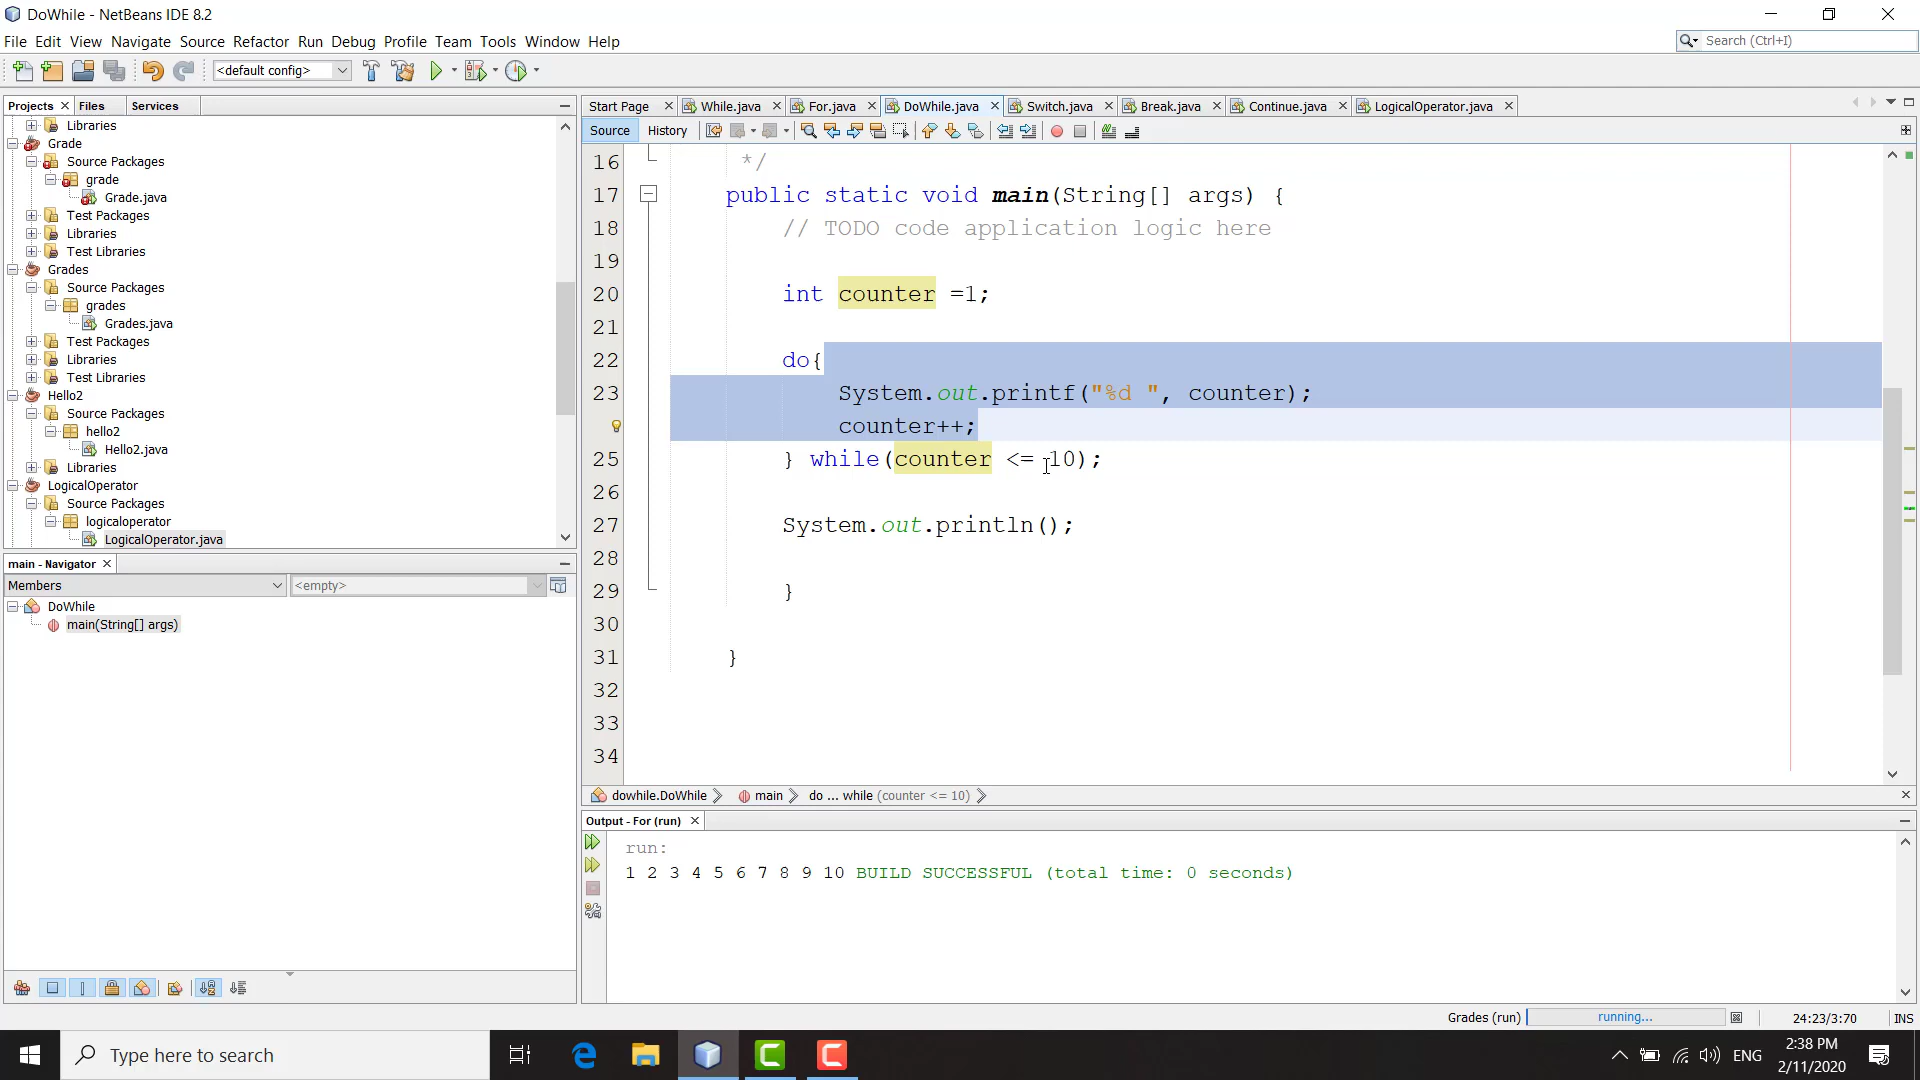 DoWhile - NetBeans IDE 8.2
File Edit View Navigate Source Refactor Run Debug Profile Team Tools Window Help
Search (Ctrl+I)
<default config>
Projects Files Services
Libraries
Grade
Source Packages
grade
Grade.java
Test Packages
Libraries
Test Libraries
Grades
Source Packages
grades
Grades.java
Test Packages
Libraries
Test Libraries
Hello2
Source Packages
hello2
Hello2.java
Libraries
LogicalOperator
Source Packages
logicaloperator
LogicalOperator.java
main - Navigator
Members <empty>
DoWhile
main(String[] args)
Start Page While.java For.java DoWhile.java Switch.java Break.java Continue.java LogicalOperator.java
Source History
16 */
17 public static void main(String[] args) {
18 // TODO code application logic here
19
20 int counter =1;
21
22 do{
23 System.out.printf("%d ", counter);
counter++;
25 } while(counter <= 10);
26
27 System.out.println();
28
29 }
30
31 }
32
33
34
dowhile.DoWhile main do ... while (counter <= 10)
Output - For (run)
run:
1 2 3 4 5 6 7 8 9 10 BUILD SUCCESSFUL (total time: 0 seconds)
Grades (run) running... 24:23/3:70 INS
Type here to search
ENG
2:38 PM
2/11/2020